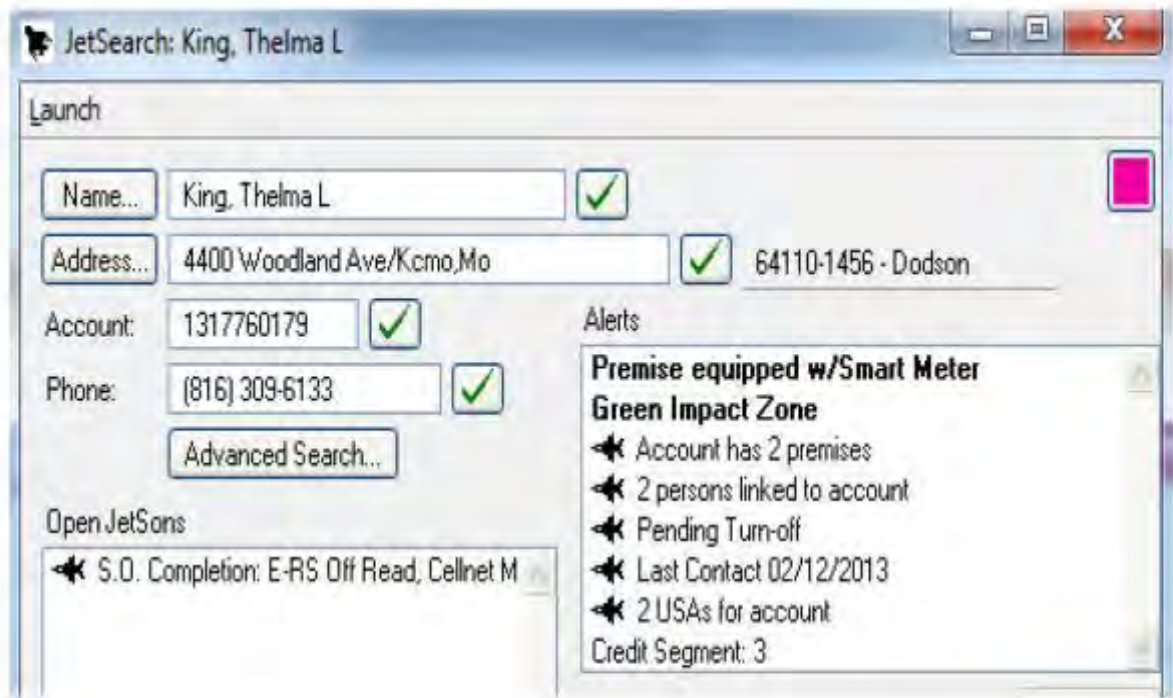 JetSearch: King, Thelma L
Launch
Name... King, Thelma L
Address... 4400 Woodland Ave/Kcmo,Mo 64110-1456 - Dodson
Account: 1317760179
Phone: (816) 309-6133
Advanced Search...
Open JetSons
S.O. Completion: E-RS Off Read, Cellnet M
Alerts
Premise equipped w/Smart Meter
Green Impact Zone
Account has 2 premises
2 persons linked to account
Pending Turn-off
Last Contact 02/12/2013
2 USAs for account
Credit Segment: 3